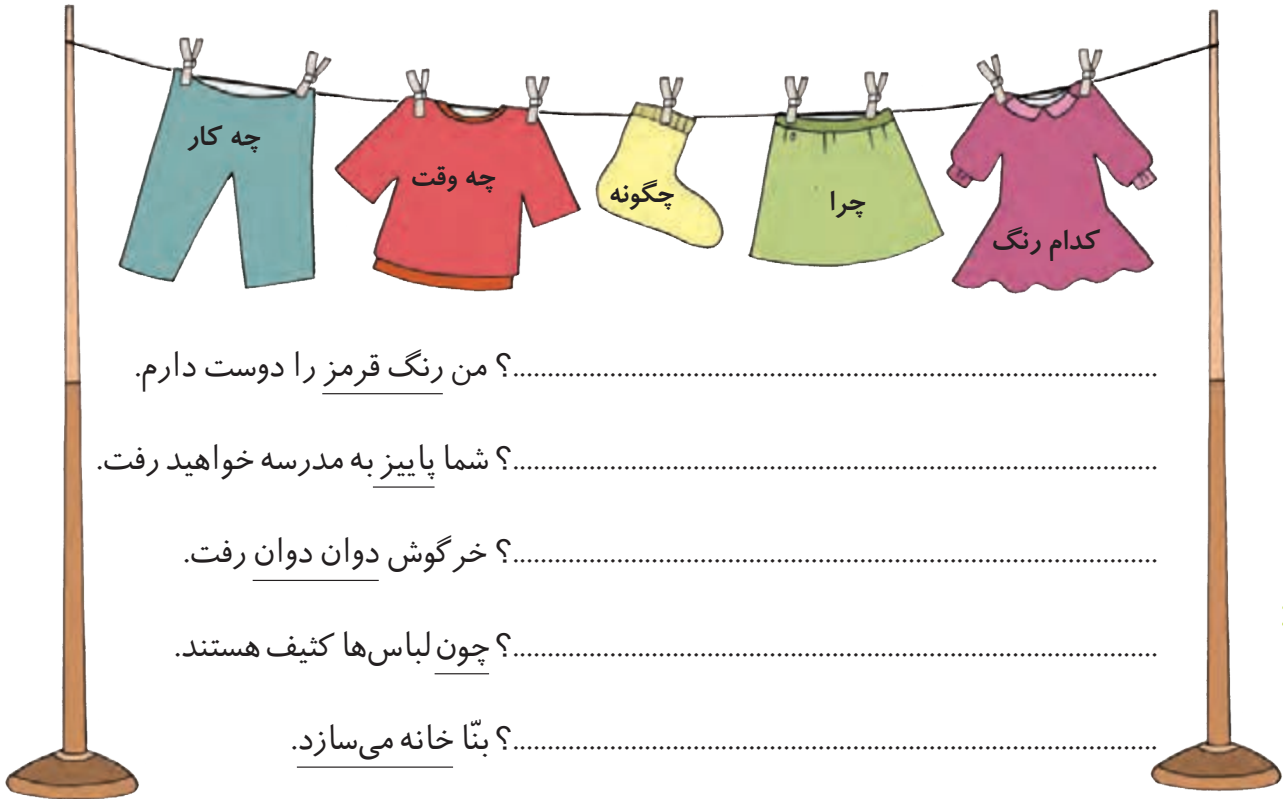 کدام رنگ
چرا
چگونه
چه وقت
چه کار
............................................................................................؟ من رنگ قرمز را دوست دارم.
............................................................................................؟ شما پاییز به مدرسه خواهید رفت.
............................................................................................؟ خرگوش دوان دوان رفت.
............................................................................................؟ چون لباس‌ها کثیف هستند.
............................................................................................؟ بنّا خانه می‌سازد.